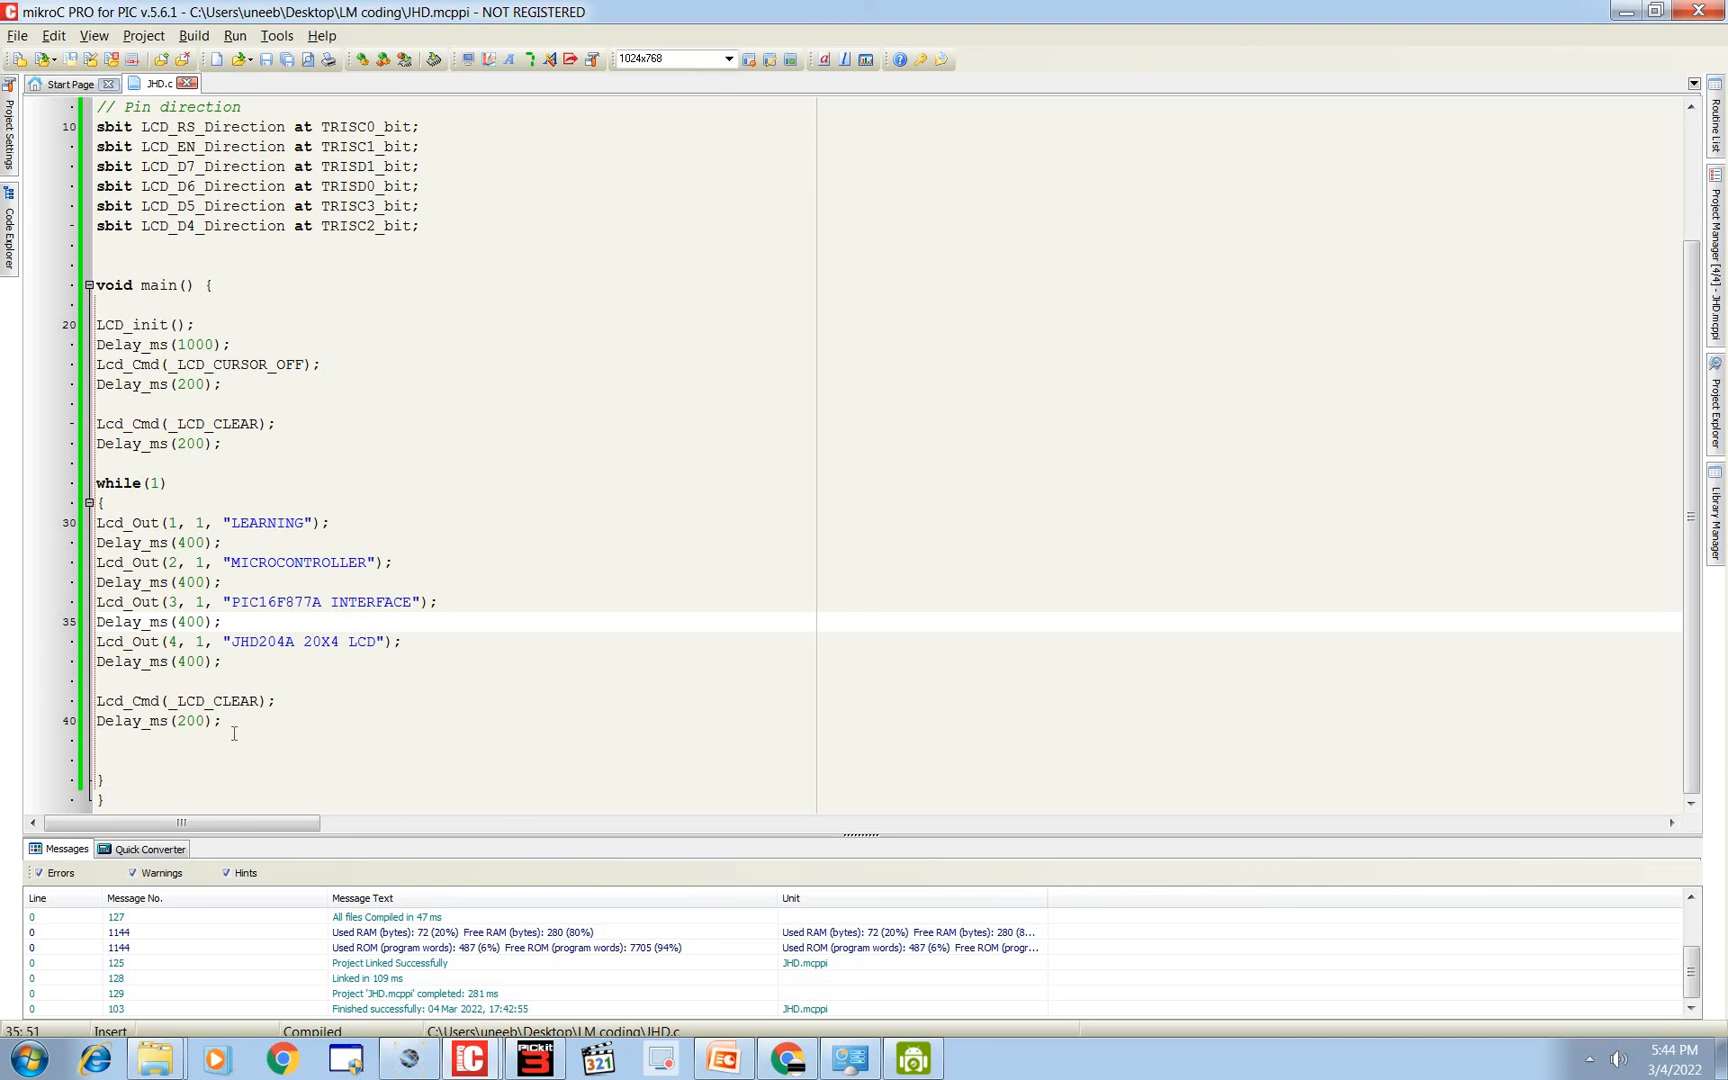 mikroC PRO for PIC v.5.6.1 - C:\Users\uneeb\Desktop\LM coding\JHD.mcppi - NOT REGISTERED
File Edit View Project Build Run Tools Help
1024x768
Start Page JHD.c
// Pin direction
10 sbit LCD_RS_Direction at TRISC0_bit;
sbit LCD_EN_Direction at TRISC1_bit;
sbit LCD_D7_Direction at TRISD1_bit;
sbit LCD_D6_Direction at TRISD0_bit;
sbit LCD_D5_Direction at TRISC3_bit;
sbit LCD_D4_Direction at TRISC2_bit;
void main() {
20 LCD_init();
Delay_ms(1000);
Lcd_Cmd(_LCD_CURSOR_OFF);
Delay_ms(200);
Lcd_Cmd(_LCD_CLEAR);
Delay_ms(200);
while(1)
{
30 Lcd_Out(1, 1, "LEARNING");
Delay_ms(400);
Lcd_Out(2, 1, "MICROCONTROLLER");
Delay_ms(400);
Lcd_Out(3, 1, "PIC16F877A INTERFACE");
35 Delay_ms(400);
Lcd_Out(4, 1, "JHD204A 20X4 LCD");
Delay_ms(400);
Lcd_Cmd(_LCD_CLEAR);
40 Delay_ms(200);
}
}
Project Settings
Code Explorer
Routine List
Project Manager [4/4] - JHD.mcppi
Project Explorer
Library Manager
Messages Quick Converter
Errors Warnings Hints
Line Message No. Message Text Unit
0 127 All files Compiled in 47 ms
0 1144 Used RAM (bytes): 72 (20%) Free RAM (bytes): 280 (80%) Used RAM (bytes): 72 (20%) Free RAM (bytes): 280 (8...
0 1144 Used ROM (program words): 487 (6%) Free ROM (program words): 7705 (94%) Used ROM (program words): 487 (6%) Free ROM (progr...
0 125 Project Linked Successfully JHD.mcppi
0 128 Linked in 109 ms
0 129 Project 'JHD.mcppi' completed: 281 ms
0 103 Finished successfully: 04 Mar 2022, 17:42:55 JHD.mcppi
35:51 Insert Compiled C:\Users\uneeb\Desktop\LM coding\JHD.c
PICkit 3
321
5:44 PM
3/4/2022